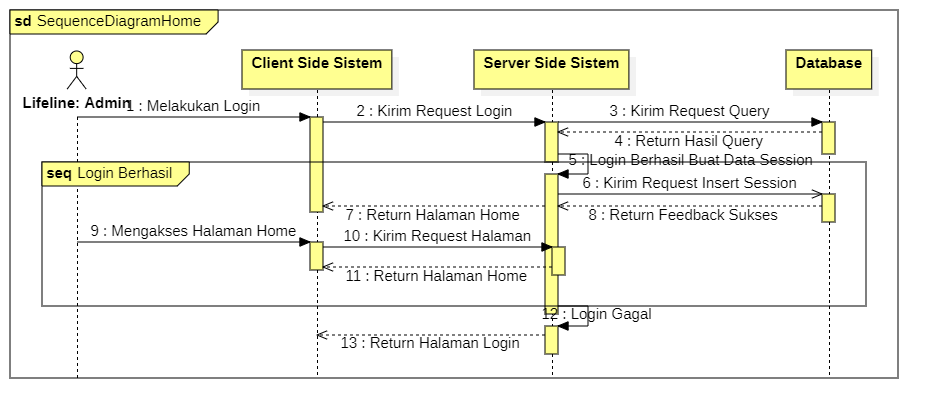 sd SequenceDiagramHome
Client Side Sistem
Server Side Sistem
Database
Lifeline: Admin
1 : Melakukan Login
2 : Kirim Request Login
3 : Kirim Request Query
4 : Return Hasil Query
5 : Login Berhasil Buat Data Session
seq Login Berhasil
6 : Kirim Request Insert Session
7 : Return Halaman Home
8 : Return Feedback Sukses
9 : Mengakses Halaman Home
10 : Kirim Request Halaman
11 : Return Halaman Home
12 : Login Gagal
13 : Return Halaman Login